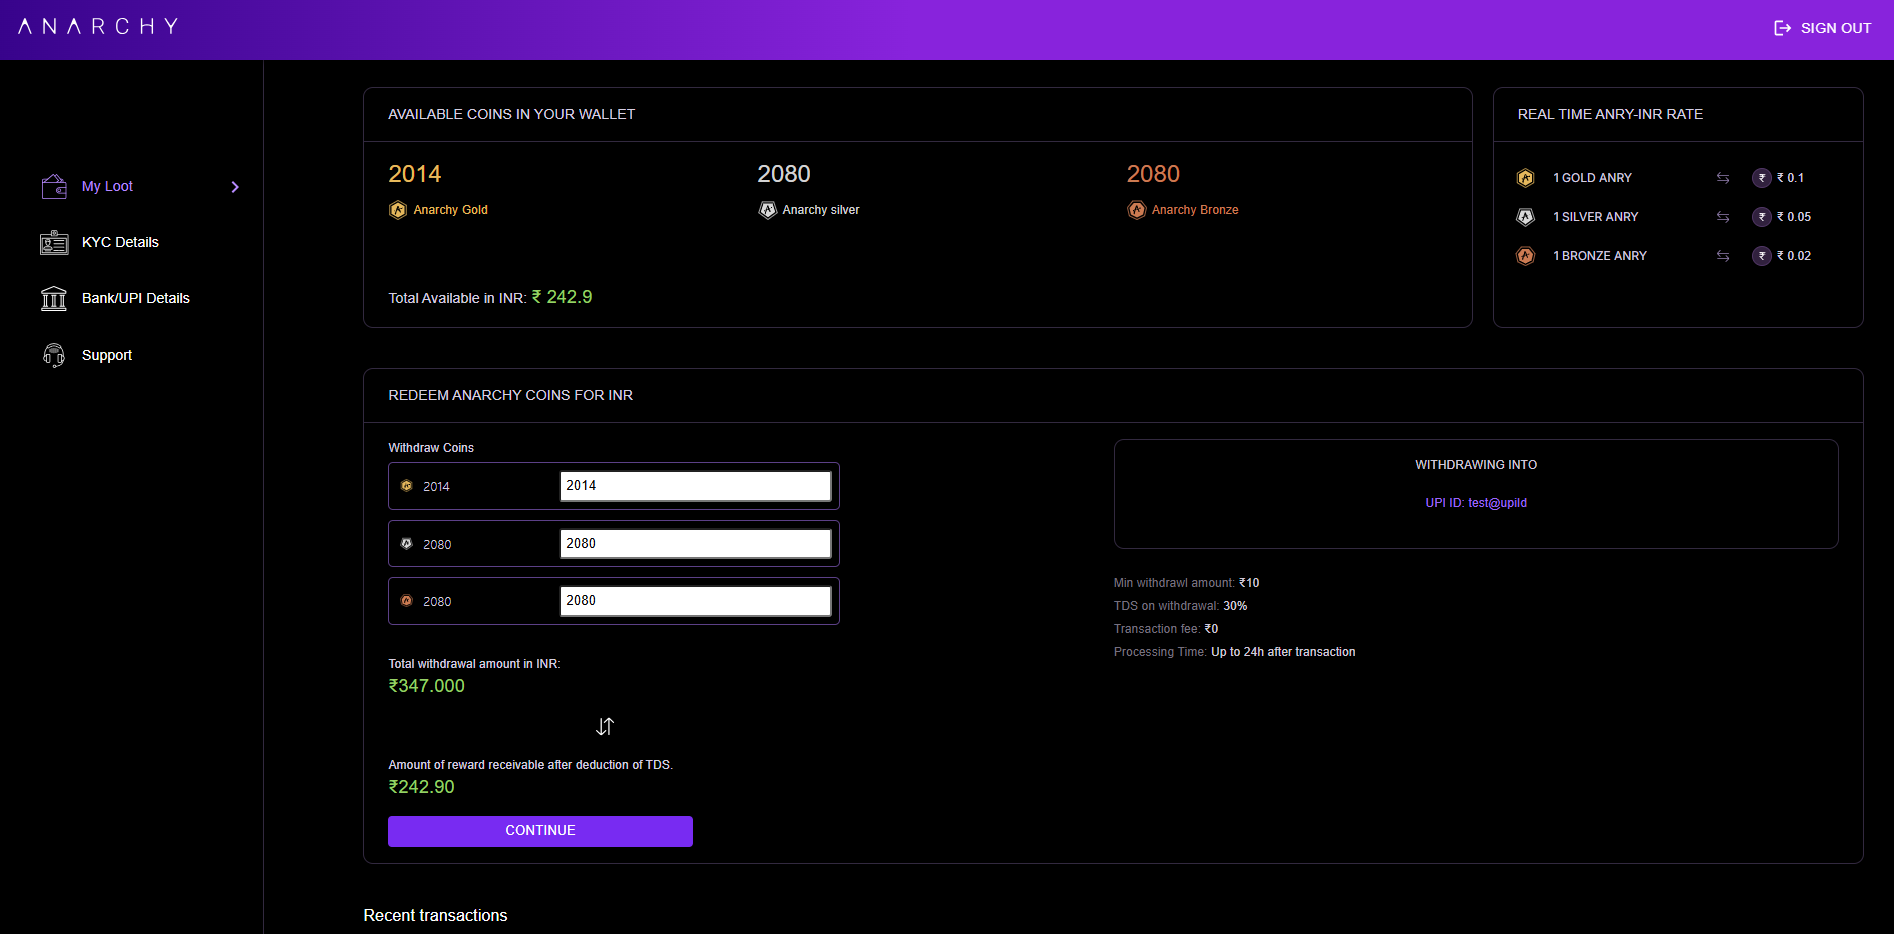 ANARCHY
SIGN OUT
My Loot
KYC Details
Bank/UPI Details
Support
AVAILABLE COINS IN YOUR WALLET
2014
Anarchy Gold
2080
Anarchy silver
2080
Anarchy Bronze
Total Available in INR: ₹ 242.9
REAL TIME ANRY-INR RATE
1 GOLD ANRY ₹ ₹ 0.1
1 SILVER ANRY ₹ ₹ 0.05
1 BRONZE ANRY ₹ ₹ 0.02
REDEEM ANARCHY COINS FOR INR
Withdraw Coins
2014 2014
2080 2080
2080 2080
Total withdrawal amount in INR:
₹347.000
Amount of reward receivable after deduction of TDS.
₹242.90
CONTINUE
WITHDRAWING INTO
UPI ID: test@upiId
Min withdrawl amount: ₹10
TDS on withdrawal: 30%
Transaction fee: ₹0
Processing Time: Up to 24h after transaction
Recent transactions